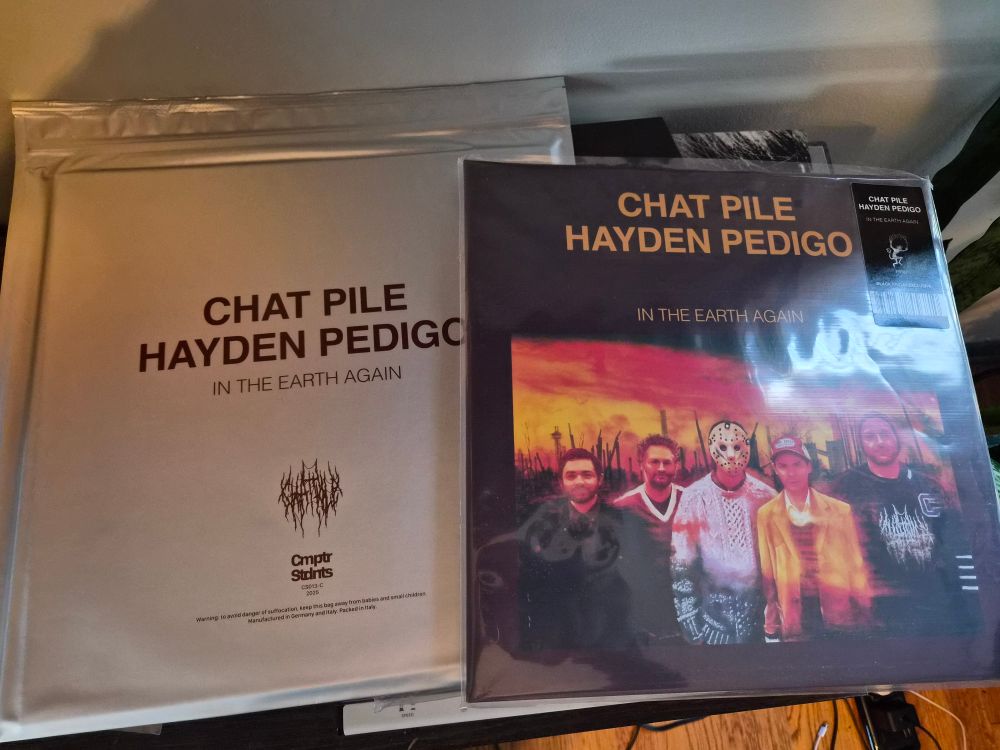 CHAT PILE
HAYDEN PEDIGO
IN THE EARTH AGAIN
Cmptr
Stdnts
CS013-C
2025
Warning: to avoid danger of suffocation, keep this bag away from babies and small children.
Manufactured in Germany and Italy. Packed in Italy.
CHAT PILE
HAYDEN PEDIGO
IN THE EARTH AGAIN
CHAT PILE
HAYDEN PEDIGO
IN THE EARTH AGAIN
C
SPEED